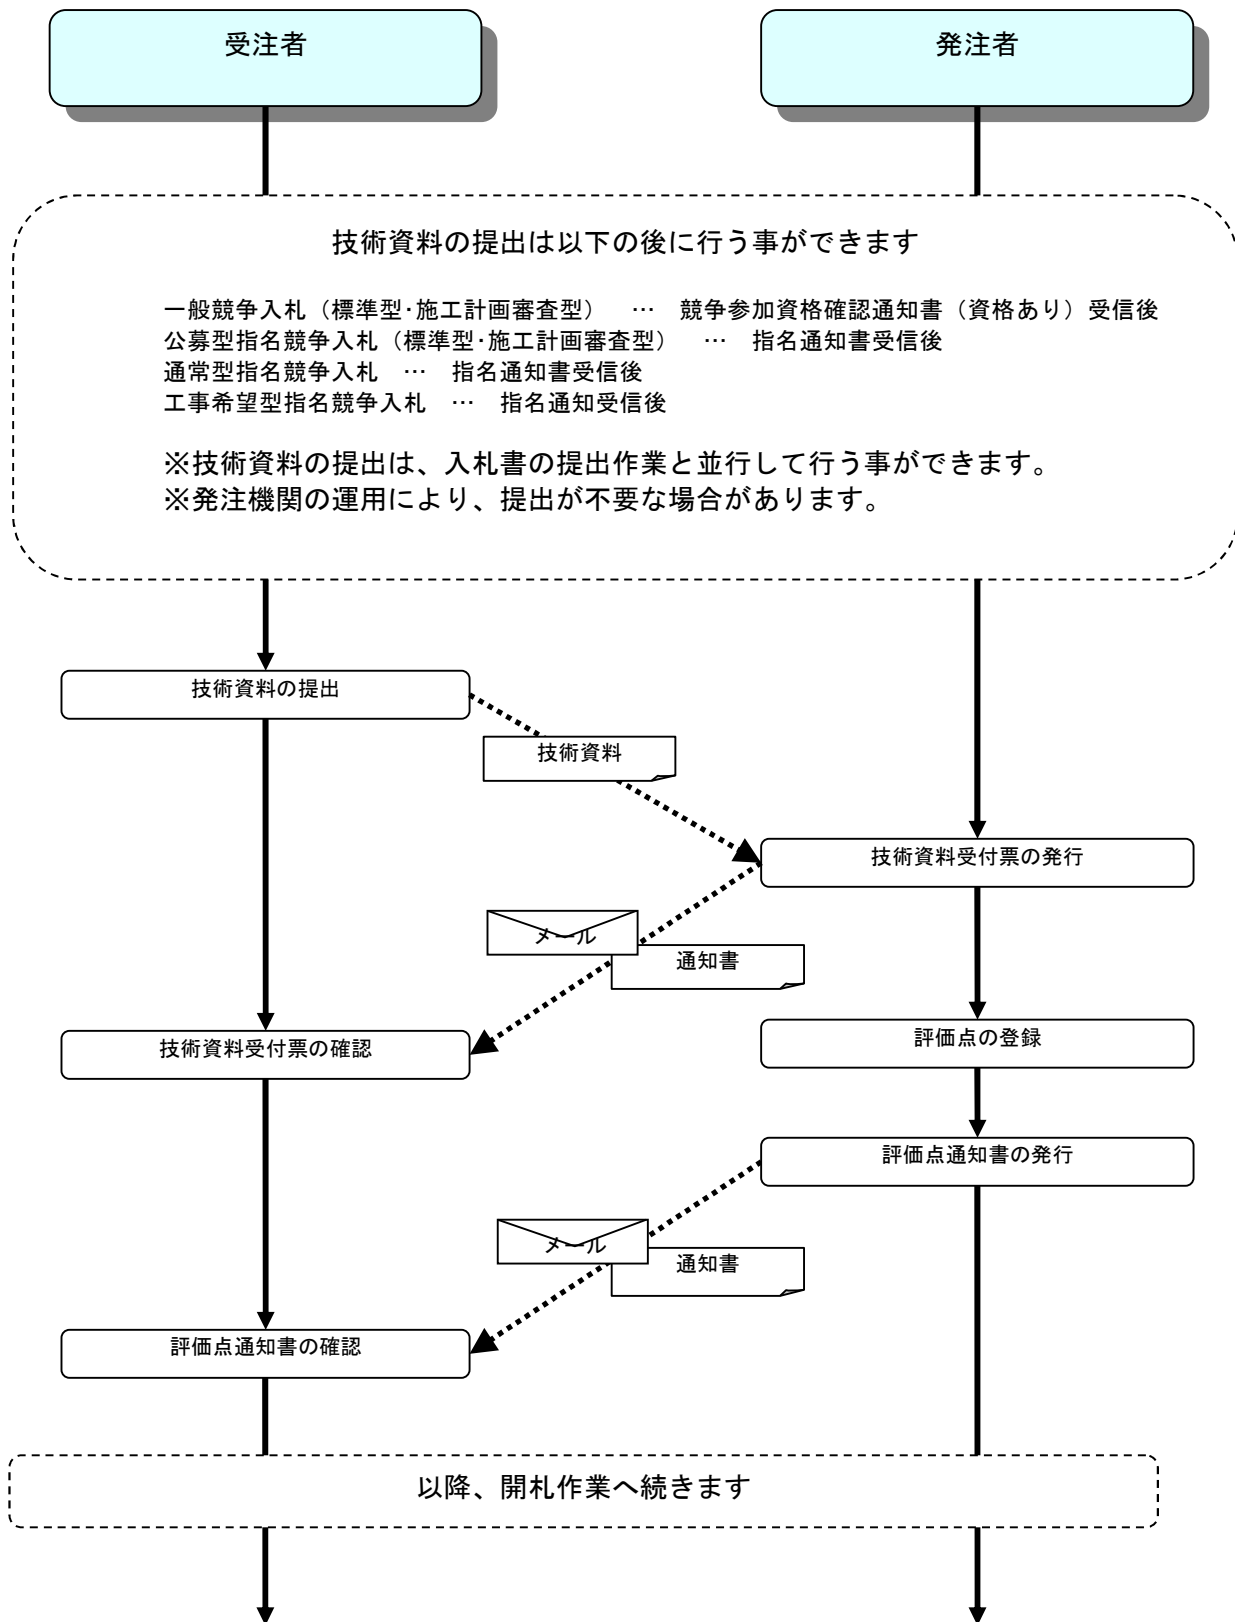 受注者
発注者
技術資料の提出は以下の後に行う事ができます
一般競争入札（標準型･施工計画審査型）　…　競争参加資格確認通知書（資格あり）受信後
公募型指名競争入札（標準型･施工計画審査型）　…　指名通知書受信後
通常型指名競争入札　…　指名通知書受信後
工事希望型指名競争入札　…　指名通知受信後
※技術資料の提出は、入札書の提出作業と並行して行う事ができます。
※発注機関の運用により、提出が不要な場合があります。
技術資料の提出
技術資料
技術資料受付票の発行
メール
通知書
技術資料受付票の確認
評価点の登録
評価点通知書の発行
メール
通知書
評価点通知書の確認
以降、開札作業へ続きます